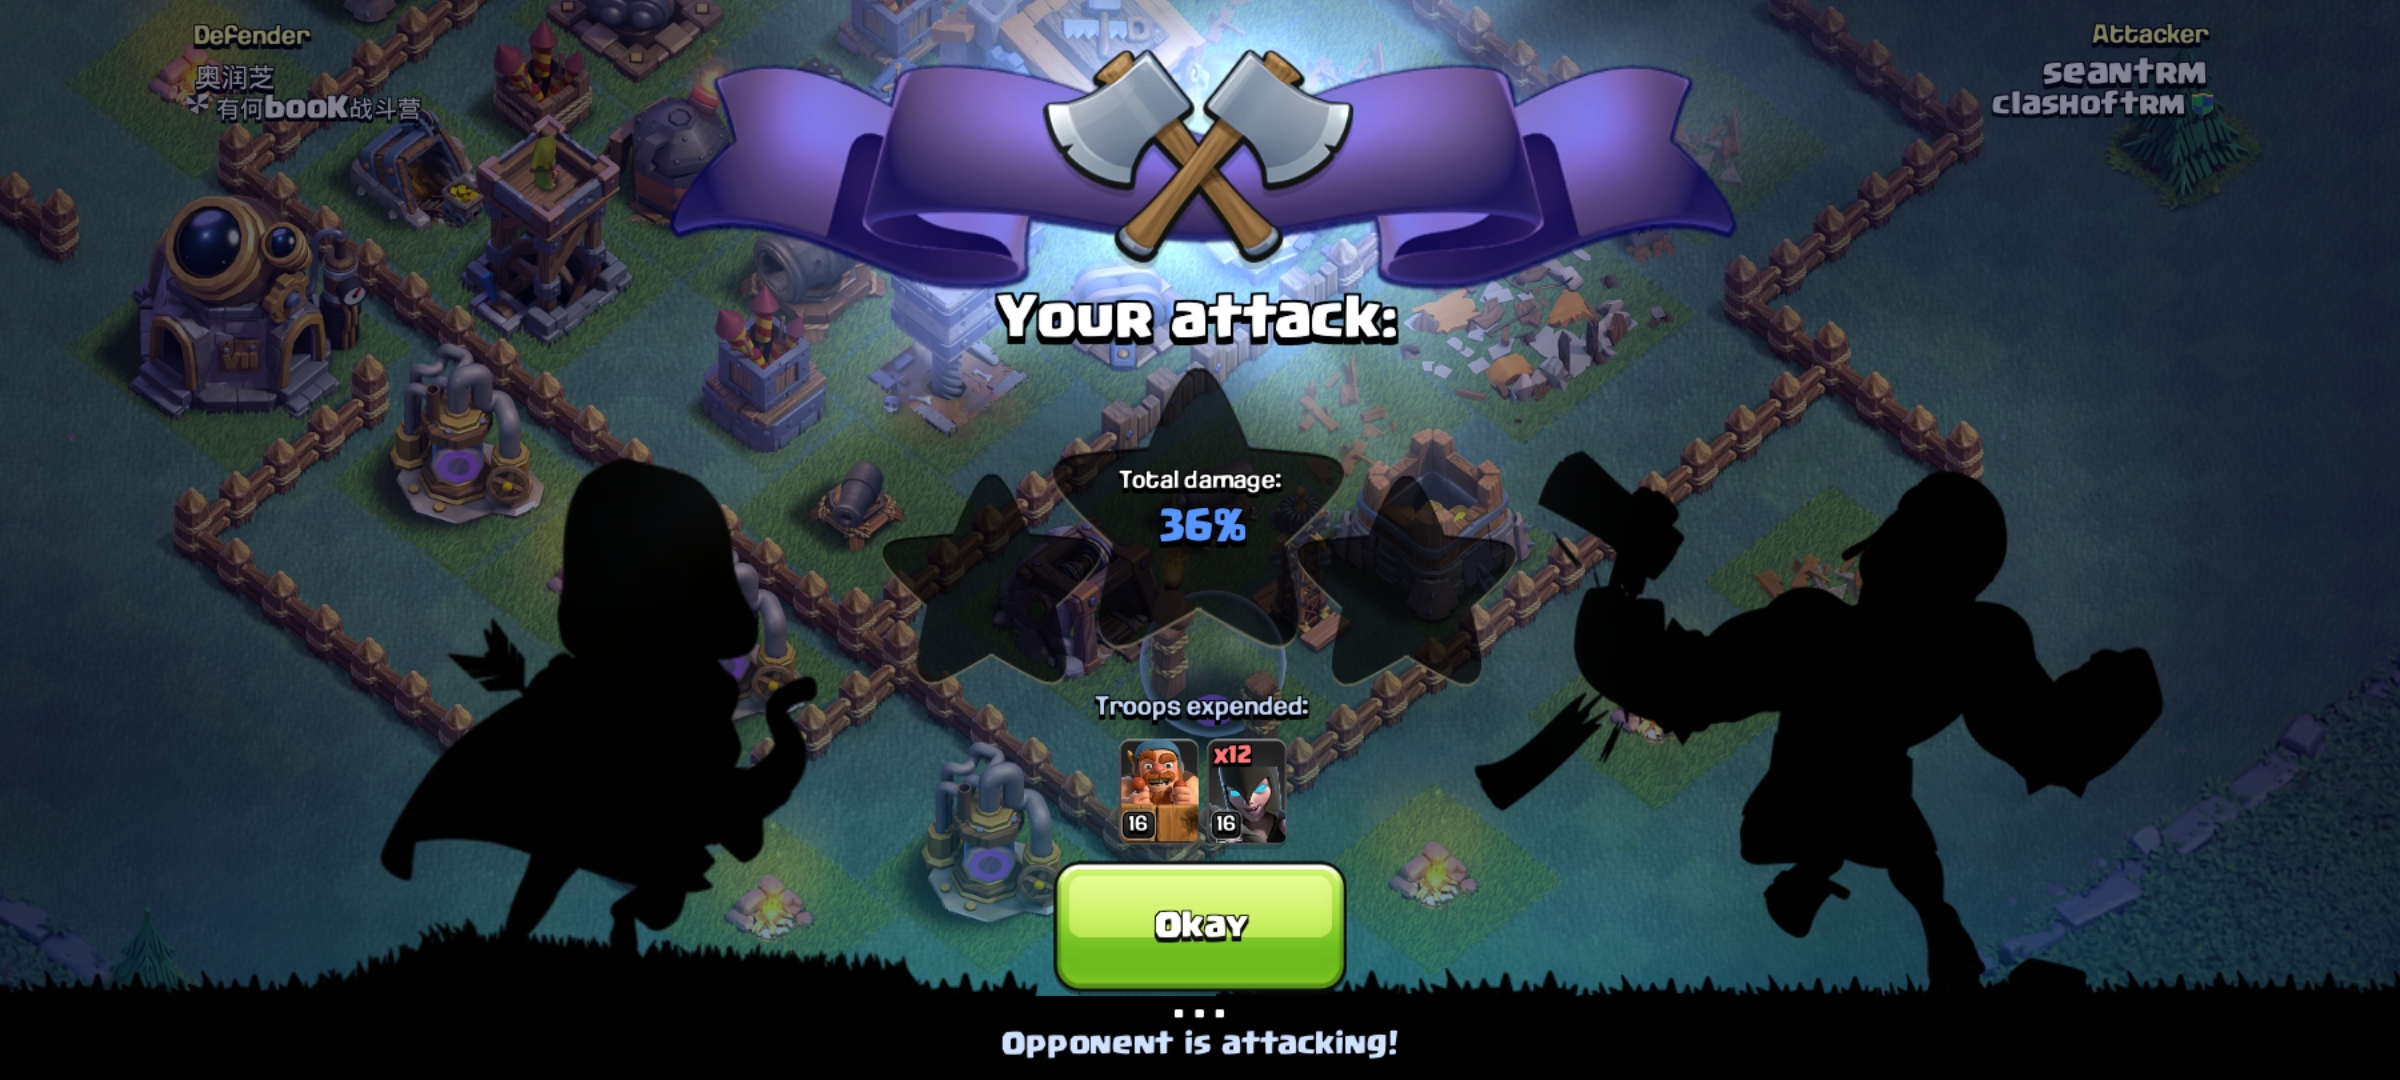 Defender
奥润芝
有何book战斗营
Attacker
seantRM
clashoftRM
Your attack:
Total damage:
36%
Troops expended:
x12
16
16
Okay
...
Opponent is attacking!
VII